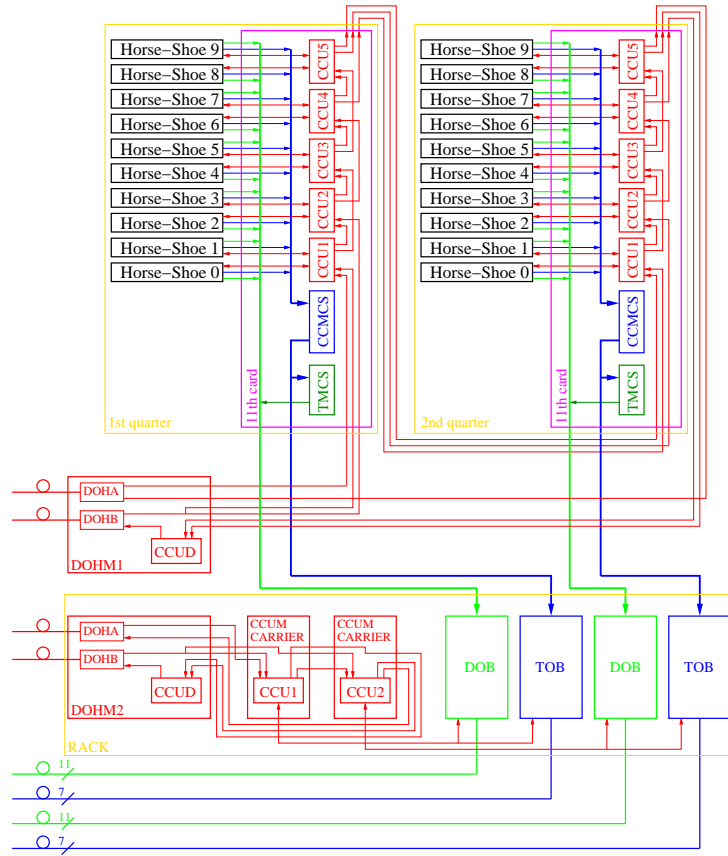 Horse−Shoe 9
Horse−Shoe 8
Horse−Shoe 7
Horse−Shoe 6
Horse−Shoe 5
Horse−Shoe 4
Horse−Shoe 3
Horse−Shoe 2
Horse−Shoe 1
Horse−Shoe 0
CCU5
CCU4
CCU3
CCU2
CCU1
CCMCS
TMCS
11th card
1st quarter
Horse−Shoe 9
Horse−Shoe 8
Horse−Shoe 7
Horse−Shoe 6
Horse−Shoe 5
Horse−Shoe 4
Horse−Shoe 3
Horse−Shoe 2
Horse−Shoe 1
Horse−Shoe 0
CCU5
CCU4
CCU3
CCU2
CCU1
CCMCS
TMCS
11th card
2nd quarter
DOHA
DOHB
CCUD
DOHM1
DOHA
DOHB
CCUD
DOHM2
CCUM
CARRIER
CCU1
CCUM
CARRIER
CCU2
DOB
TOB
DOB
TOB
RACK
11
7
11
7